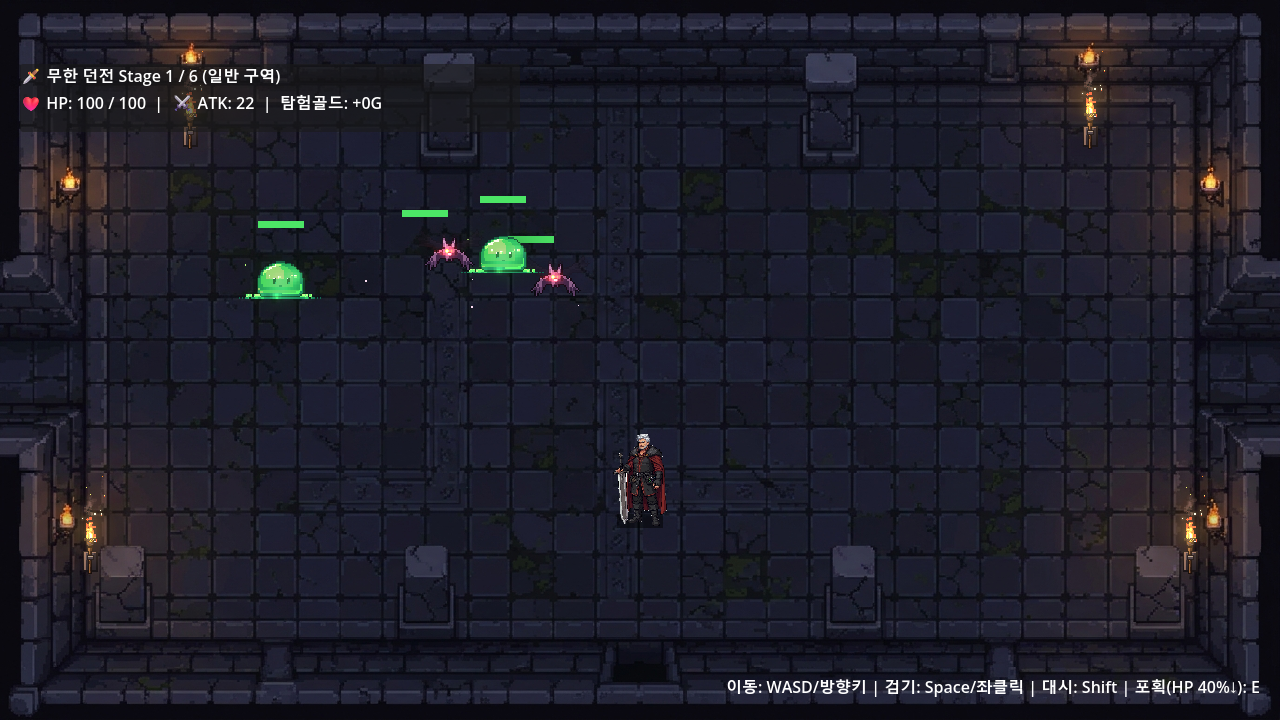 무한 던전 Stage 1 / 6 (일반 구역)
HP: 100 / 100 | ATK: 22 | 탐험골드: +0G
이동: WASD/방향키 | 검기: Space/좌클릭 | 대시: Shift | 포획(HP 40%↓): E